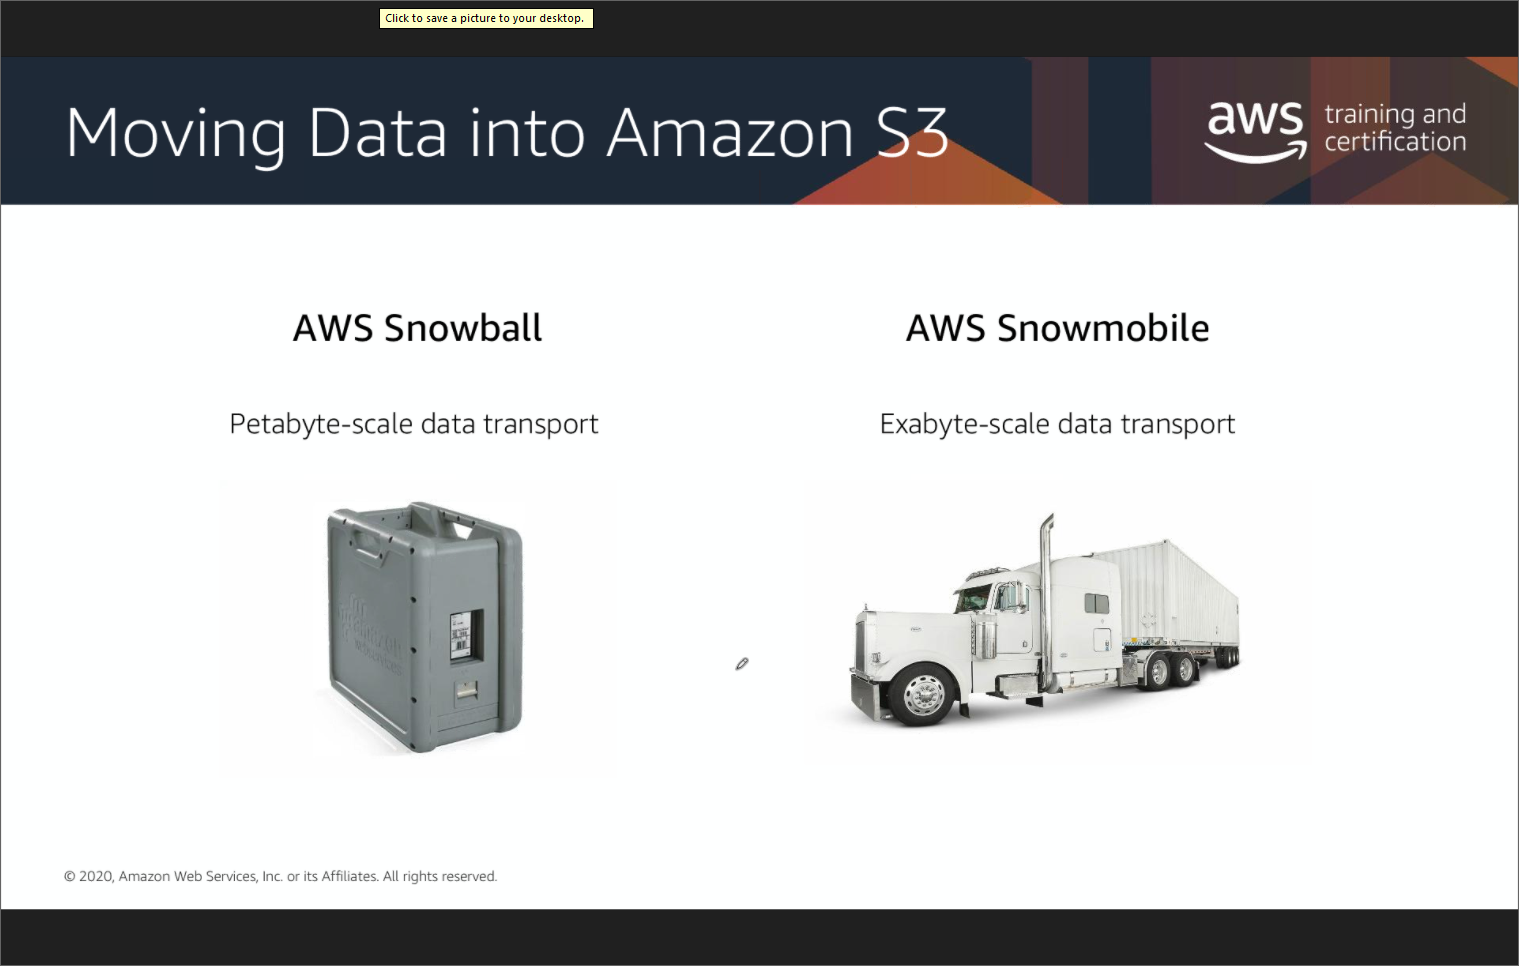 Click to save a picture to your desktop.
Moving Data into Amazon S3
aws training and
certification
AWS Snowball
AWS Snowmobile
Petabyte-scale data transport
Exabyte-scale data transport
© 2020, Amazon Web Services, Inc. or its Affiliates. All rights reserved.